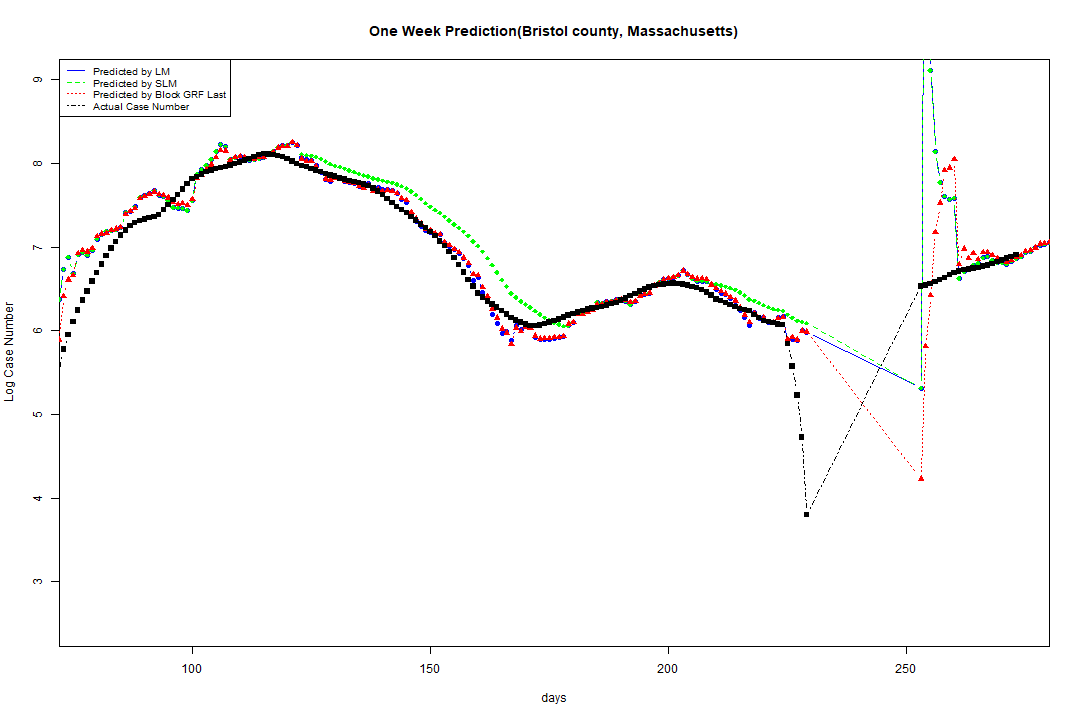 One Week Prediction(Bristol county, Massachusetts)
Predicted by LM
Predicted by SLM
Predicted by Block GRF Last
Actual Case Number
Log Case Number
9
8
7
6
5
4
3
100 150 200 250
days